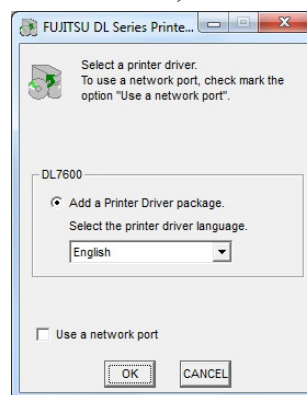 FUJITSU DL Series Printe...
Select a printer driver.
To use a network port, check mark the
option "Use a network port".
DL7600
Add a Printer Driver package.
Select the printer driver language.
English
Use a network port
OK CANCEL